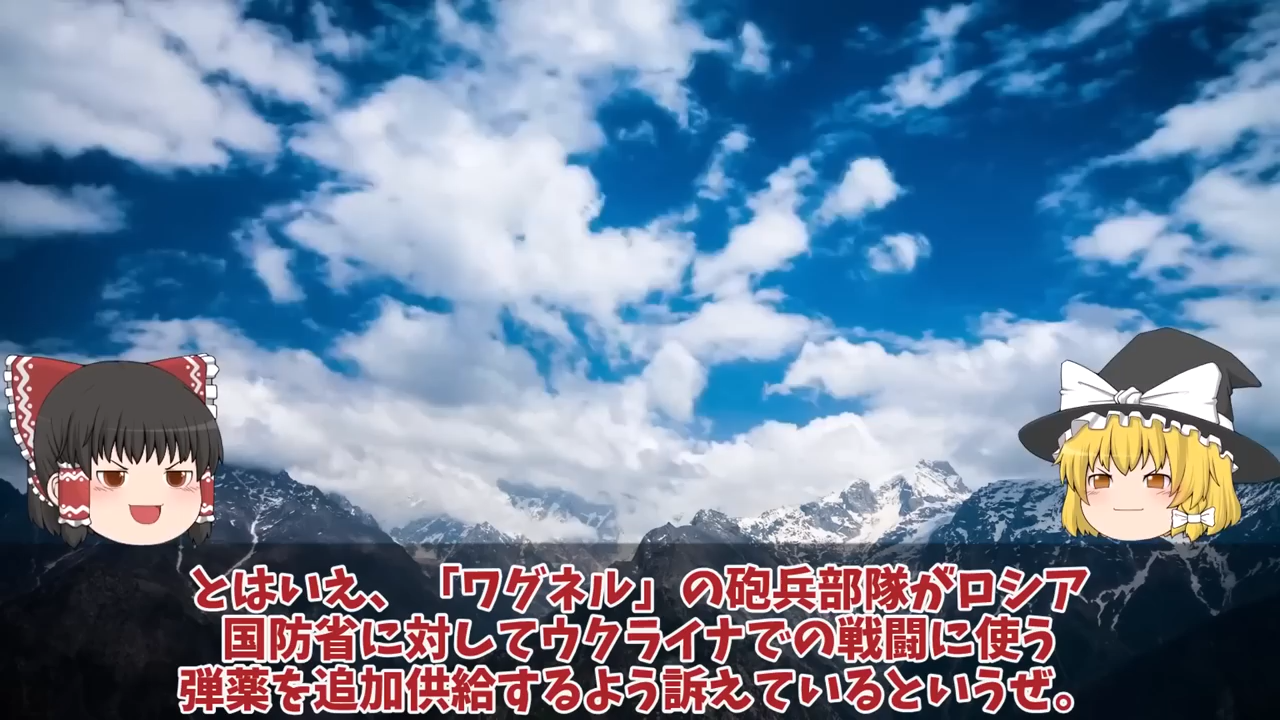 とはいえ、「ワグネル」の砲兵部隊がロシア
国防省に対してウクライナでの戦闘に使う
弾薬を追加供給するよう訴えているというぜ。